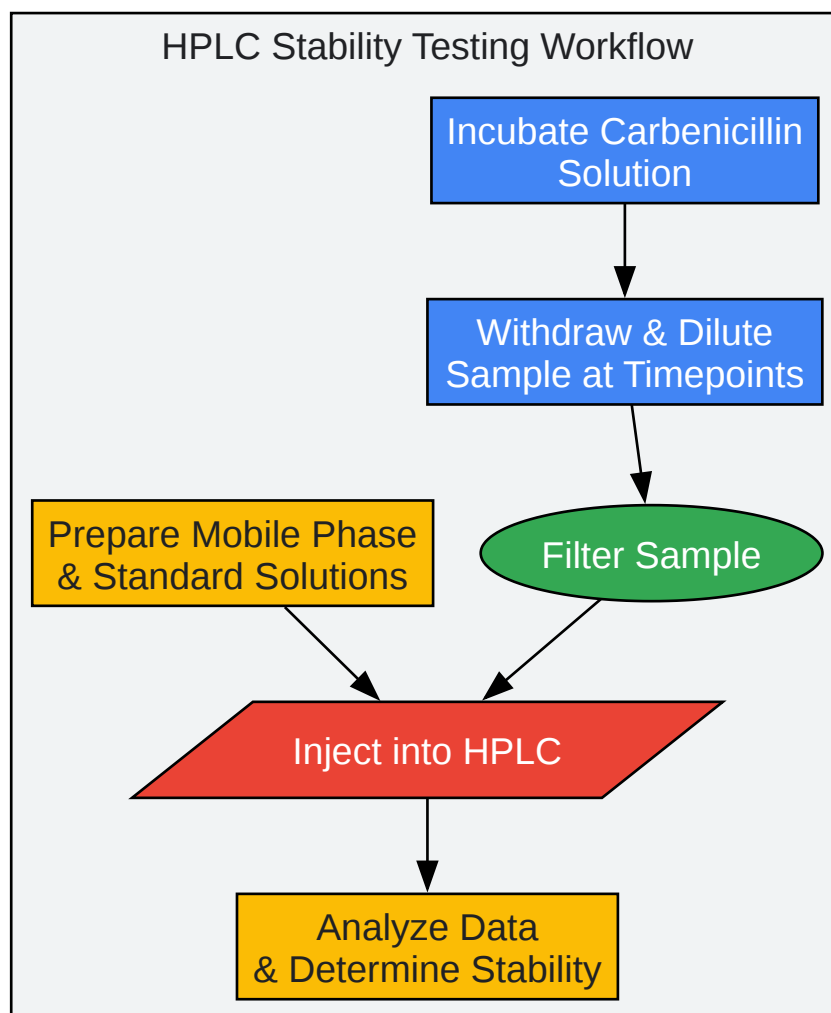 HPLC Stability Testing Workflow
Incubate Carbenicillin
Solution
Withdraw & Dilute
Sample at Timepoints
Prepare Mobile Phase
& Standard Solutions
Filter Sample
Inject into HPLC
Analyze Data
& Determine Stability